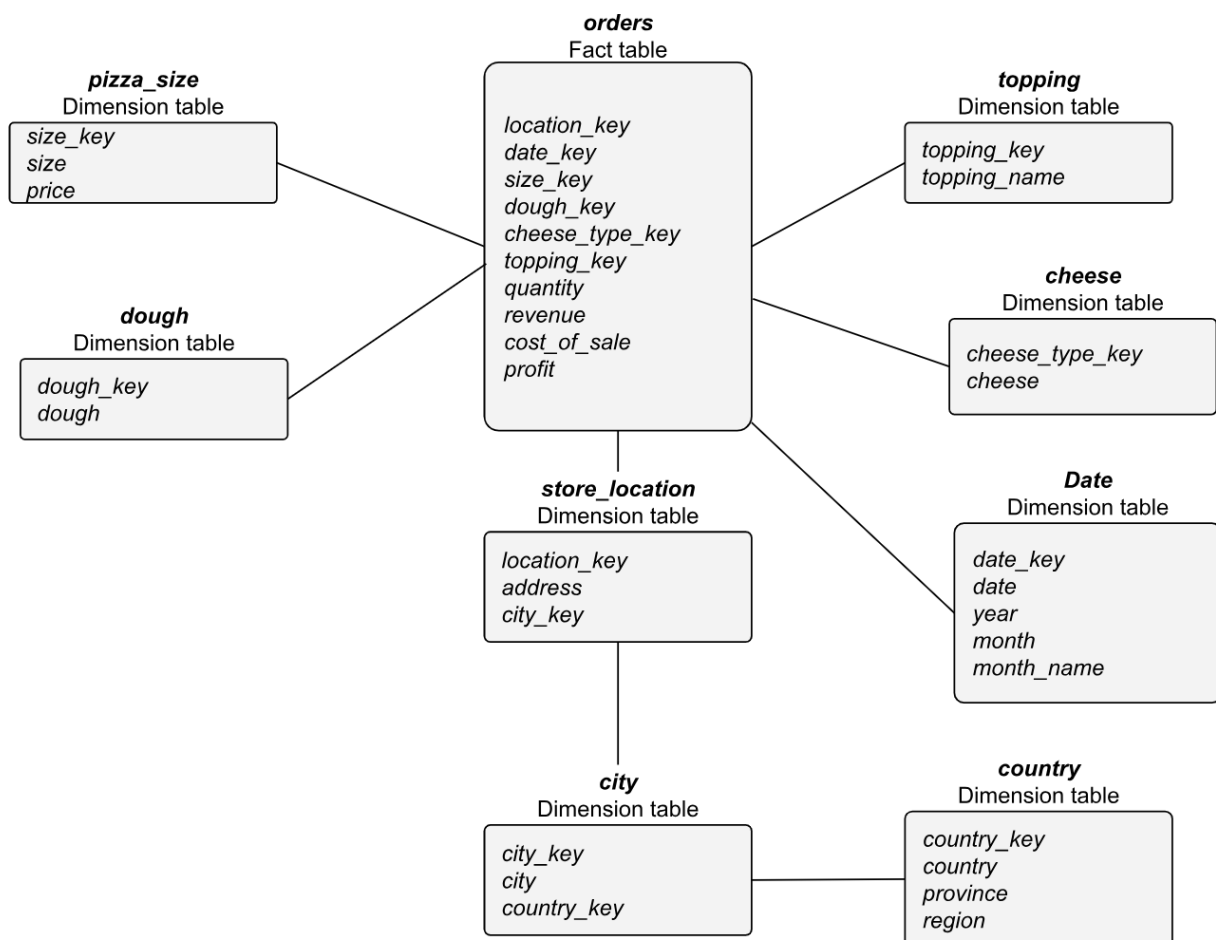 orders
Fact table
location_key
date_key
size_key
dough_key
cheese_type_key
topping_key
quantity
revenue
cost_of_sale
profit
pizza_size
Dimension table
size_key
size
price
topping
Dimension table
topping_key
topping_name
dough
Dimension table
dough_key
dough
cheese
Dimension table
cheese_type_key
cheese
store_location
Dimension table
location_key
address
city_key
Date
Dimension table
date_key
date
year
month
month_name
city
Dimension table
city_key
city
country_key
country
Dimension table
country_key
country
province
region